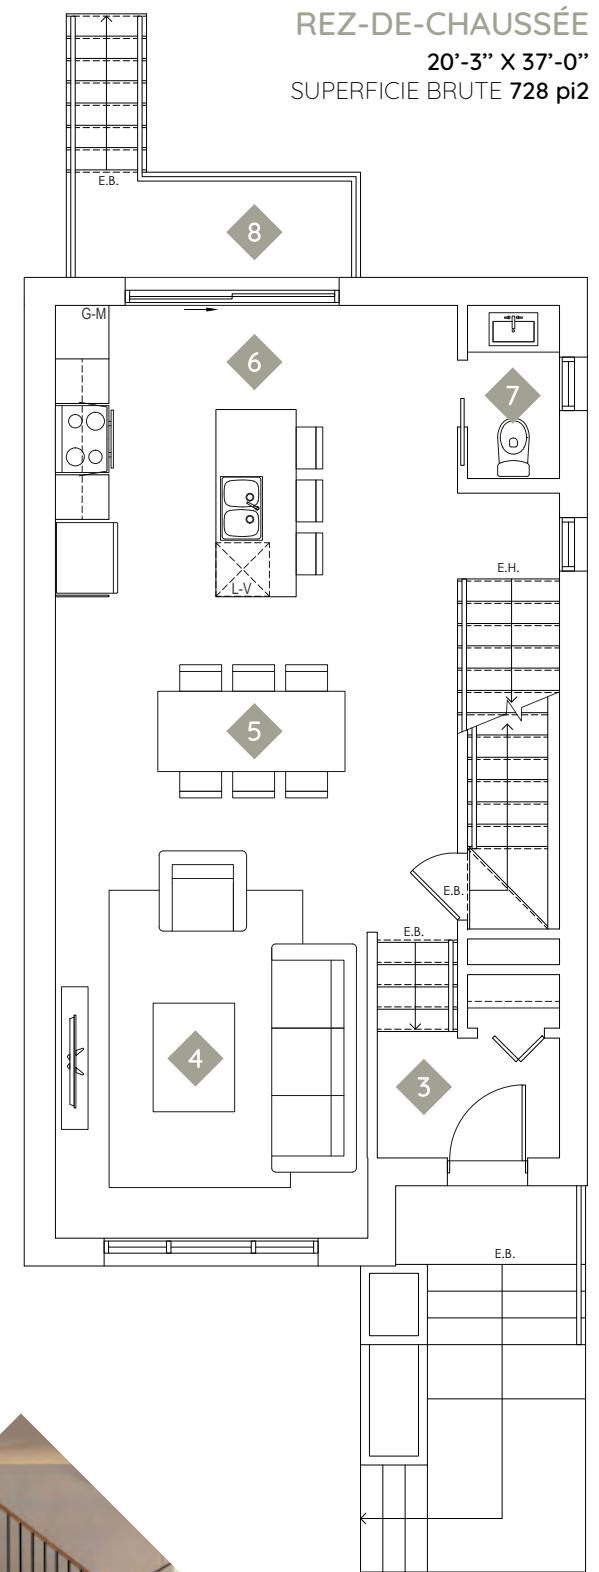 REZ-DE-CHAUSSÉE
20’-3” X 37’-0”
SUPERFICIE BRUTE 728 pi2
E.B.
8
G-M
6
7
L-V
E.H.
5
E.B.
E.B.
4
3
E.B.